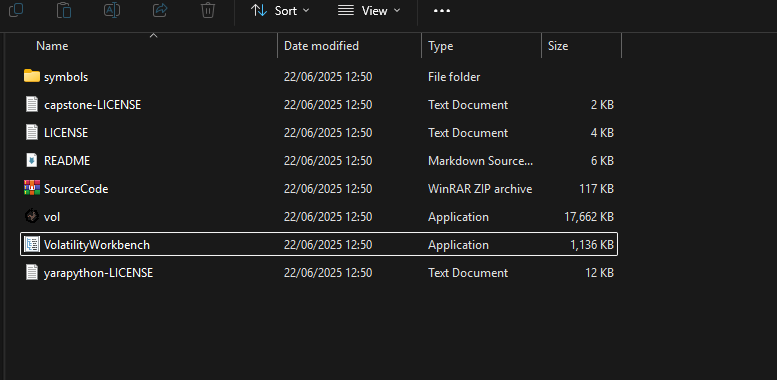 Sort View
Name Date modified Type Size
symbols 22/06/2025 12:50 File folder
capstone-LICENSE 22/06/2025 12:50 Text Document 2 KB
LICENSE 22/06/2025 12:50 Text Document 4 KB
README 22/06/2025 12:50 Markdown Source... 6 KB
SourceCode 22/06/2025 12:50 WinRAR ZIP archive 117 KB
vol 22/06/2025 12:50 Application 17,662 KB
VolatilityWorkbench 22/06/2025 12:50 Application 1,136 KB
yarapython-LICENSE 22/06/2025 12:50 Text Document 12 KB